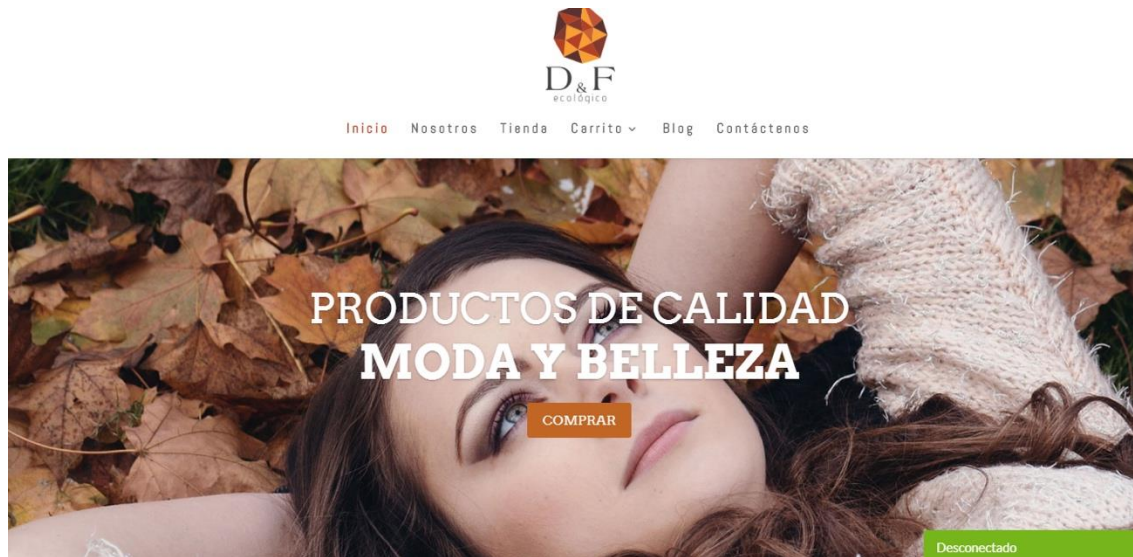 D & F
ecológico
Inicio Nosotros Tienda Carrito Blog Contáctenos
PRODUCTOS DE CALIDAD
MODA Y BELLEZA
COMPRAR
Desconectado